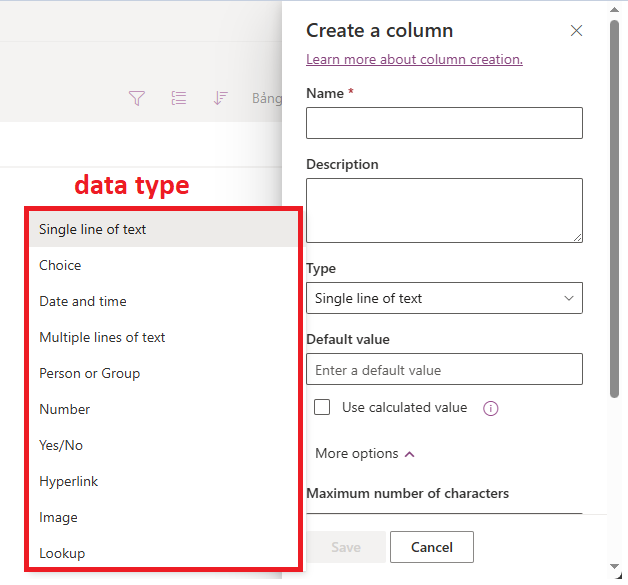 Create a column
Learn more about column creation.
Name *
Bảng
Description
data type
Single line of text
Choice
Date and time
Multiple lines of text
Person or Group
Number
Yes/No
Hyperlink
Image
Lookup
Type
Single line of text
Default value
Enter a default value
Use calculated value
More options
Maximum number of characters
Save
Cancel